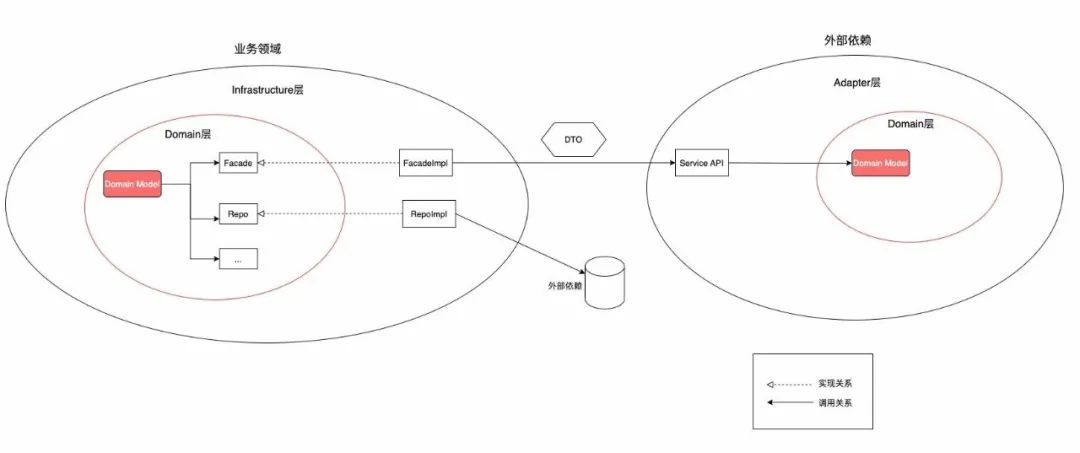 业务领域
Infrastructure层
Domain层
Domain Model
Facade
Repo
...
FacadeImpl
RepoImpl
DTO
外部依赖
外部依赖
Adapter层
Domain层
Service API
Domain Model
实现关系
调用关系